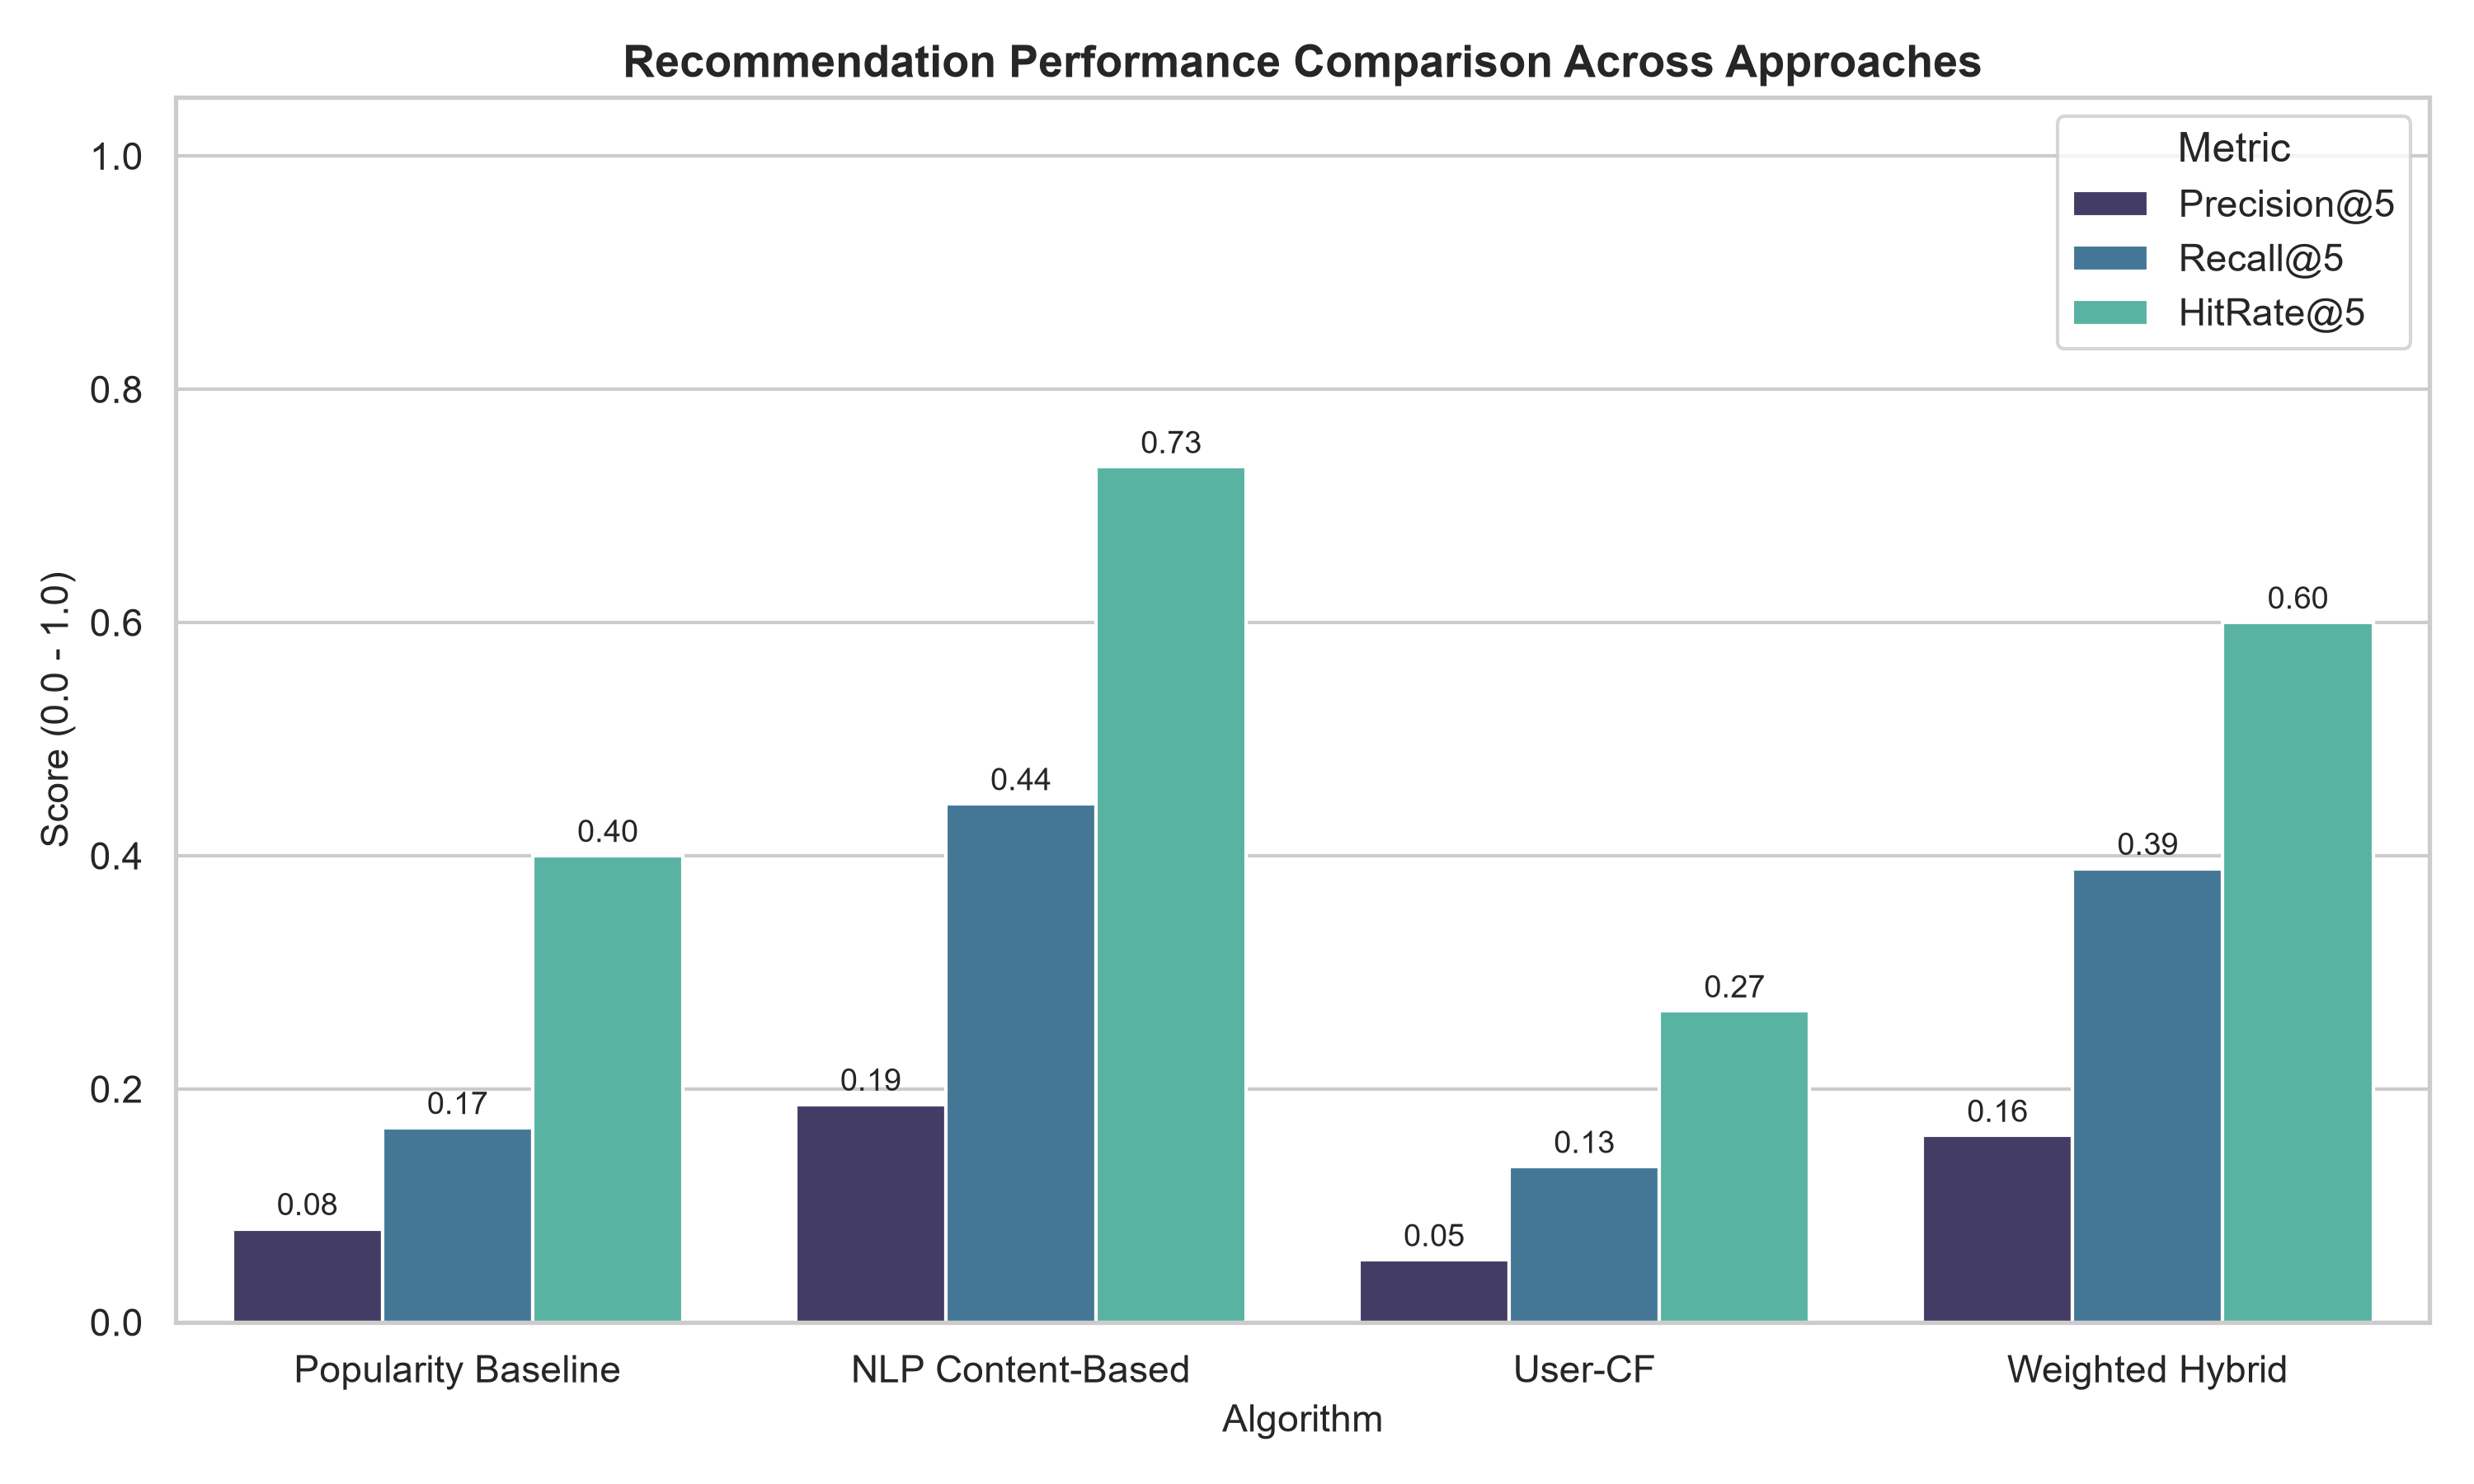 Recommendation Performance Comparison Across Approaches
Metric
Precision@5
Recall@5
HitRate@5
Score (0.0 - 1.0)
1.0
0.8
0.6
0.4
0.2
0.0
0.08
0.17
0.40
0.19
0.44
0.73
0.05
0.13
0.27
0.16
0.39
0.60
Popularity Baseline
NLP Content-Based
User-CF
Weighted Hybrid
Algorithm